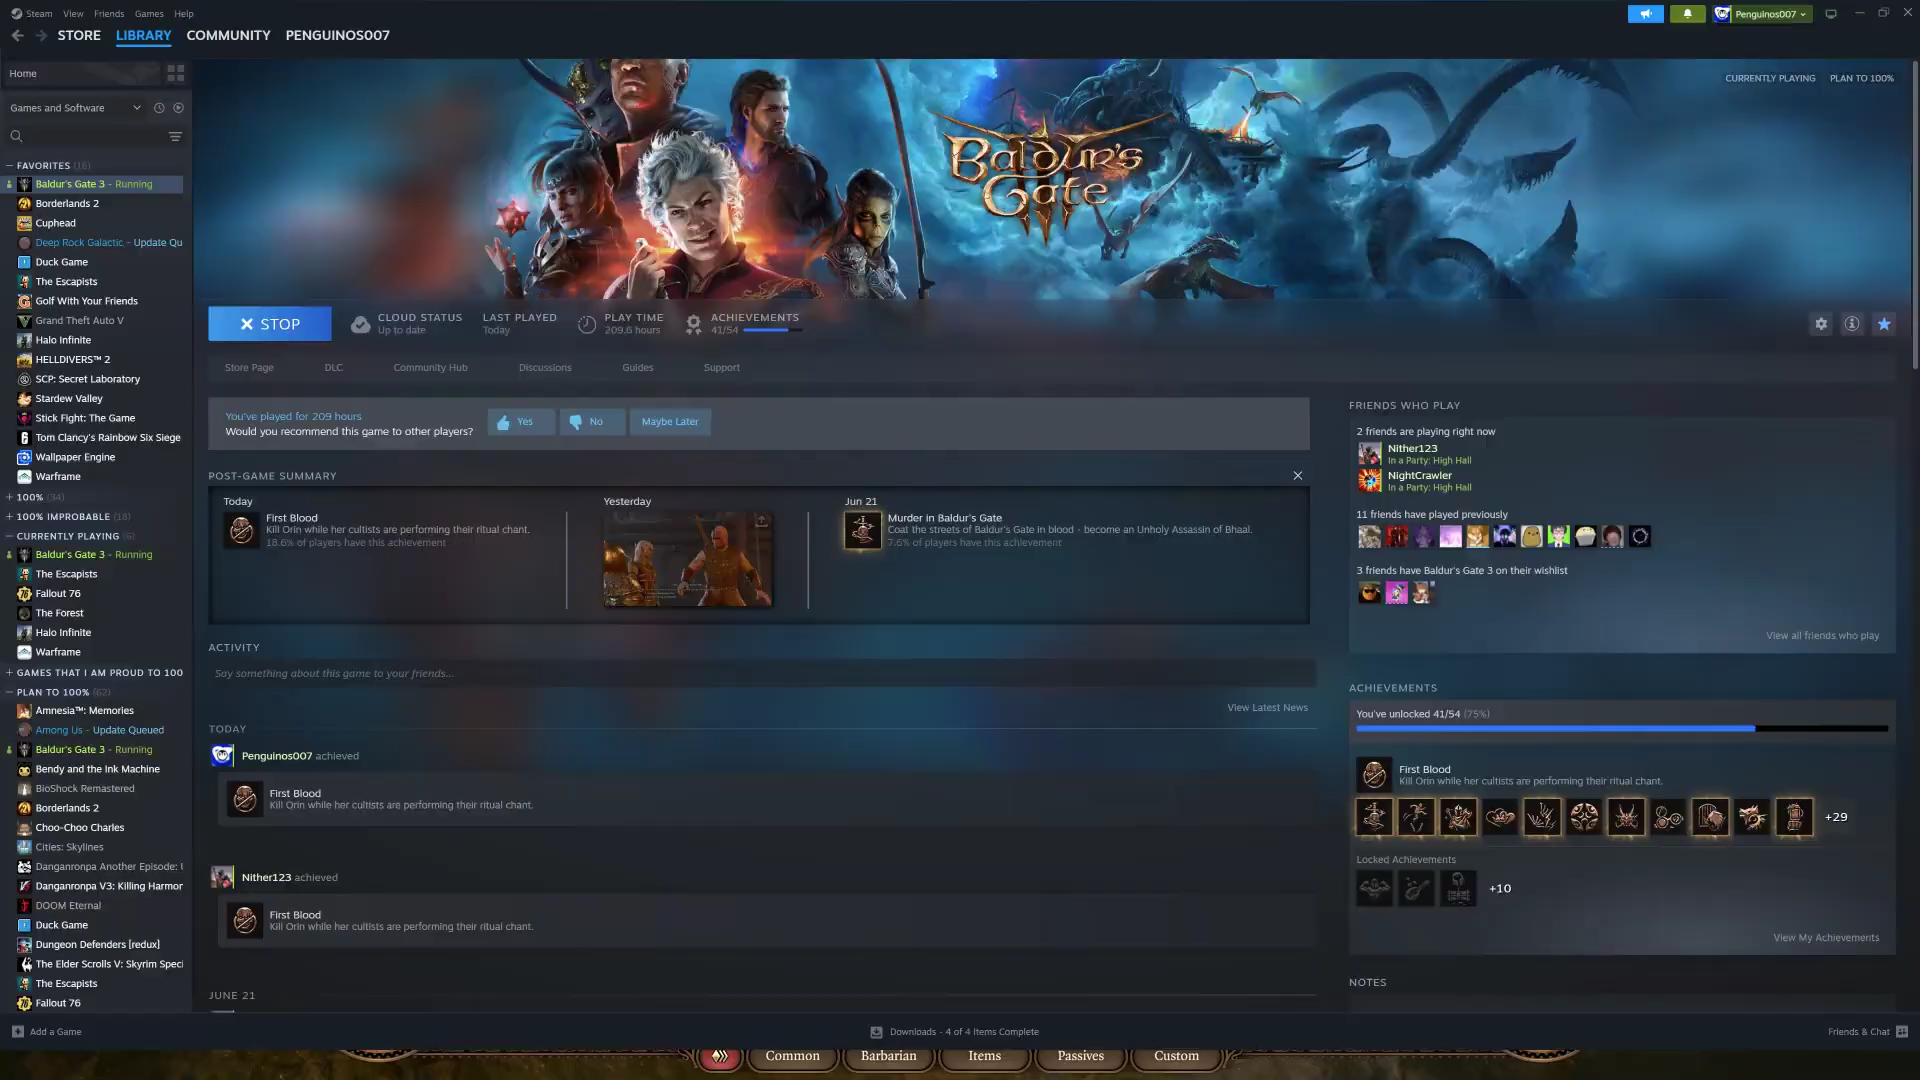 Steam View Friends Games Help
Penguinos007
STORE LIBRARY COMMUNITY PENGUINOS007
Home
Games and Software
FAVORITES (16)
Baldur's Gate 3 - Running
Borderlands 2
Cuphead
Deep Rock Galactic - Update Qu
Duck Game
The Escapists
Golf With Your Friends
Grand Theft Auto V
Halo Infinite
HELLDIVERS™ 2
SCP: Secret Laboratory
Stardew Valley
Stick Fight: The Game
Tom Clancy's Rainbow Six Siege
Wallpaper Engine
Warframe
100% (34)
100% IMPROBABLE (18)
CURRENTLY PLAYING (6)
Baldur's Gate 3 - Running
The Escapists
Fallout 76
The Forest
Halo Infinite
Warframe
GAMES THAT I AM PROUD TO 100
PLAN TO 100% (62)
Amnesia™: Memories
Among Us - Update Queued
Baldur's Gate 3 - Running
Bendy and the Ink Machine
BioShock Remastered
Borderlands 2
Choo-Choo Charles
Cities: Skylines
Danganronpa Another Episode: U
Danganronpa V3: Killing Harmor
DOOM Eternal
Duck Game
Dungeon Defenders [redux]
The Elder Scrolls V: Skyrim Speci
The Escapists
Fallout 76
Add a Game
CURRENTLY PLAYING PLAN TO 100%
Baldur's
Gate
STOP
CLOUD STATUS
Up to date
LAST PLAYED
Today
PLAY TIME
209.6 hours
ACHIEVEMENTS
41/54
Store Page DLC Community Hub Discussions Guides Support
You've played for 209 hours
Would you recommend this game to other players?
Yes No Maybe Later
POST-GAME SUMMARY
Today
First Blood
Kill Orin while her cultists are performing their ritual chant.
18.6% of players have this achievement
Yesterday
Jun 21
Murder in Baldur's Gate
Coat the streets of Baldur's Gate in blood - become an Unholy Assassin of Bhaal.
7.6% of players have this achievement
ACTIVITY
Say something about this game to your friends...
View Latest News
TODAY
Penguinos007 achieved
First Blood
Kill Orin while her cultists are performing their ritual chant.
Nither123 achieved
First Blood
Kill Orin while her cultists are performing their ritual chant.
JUNE 21
FRIENDS WHO PLAY
2 friends are playing right now
Nither123
In a Party: High Hall
NightCrawler
In a Party: High Hall
11 friends have played previously
3 friends have Baldur's Gate 3 on their wishlist
View all friends who play
ACHIEVEMENTS
You've unlocked 41/54 (75%)
First Blood
Kill Orin while her cultists are performing their ritual chant.
+29
Locked Achievements
+10
View My Achievements
NOTES
Downloads - 4 of 4 Items Complete
Friends & Chat
Common Barbarian Items Passives Custom